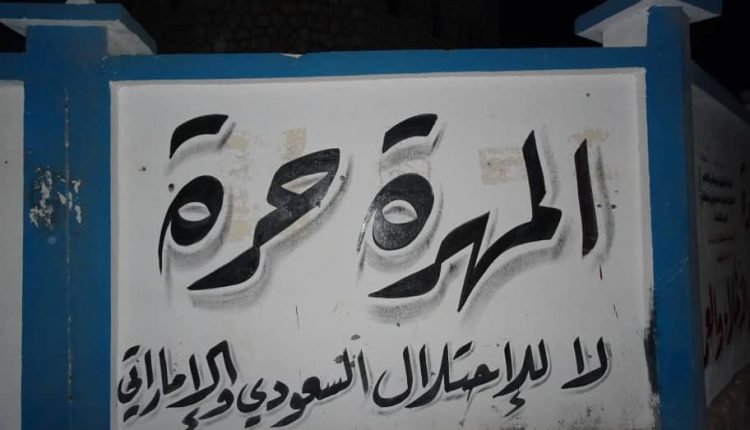 المهرة حرة
لا للإحتلال السعودي والإماراتي